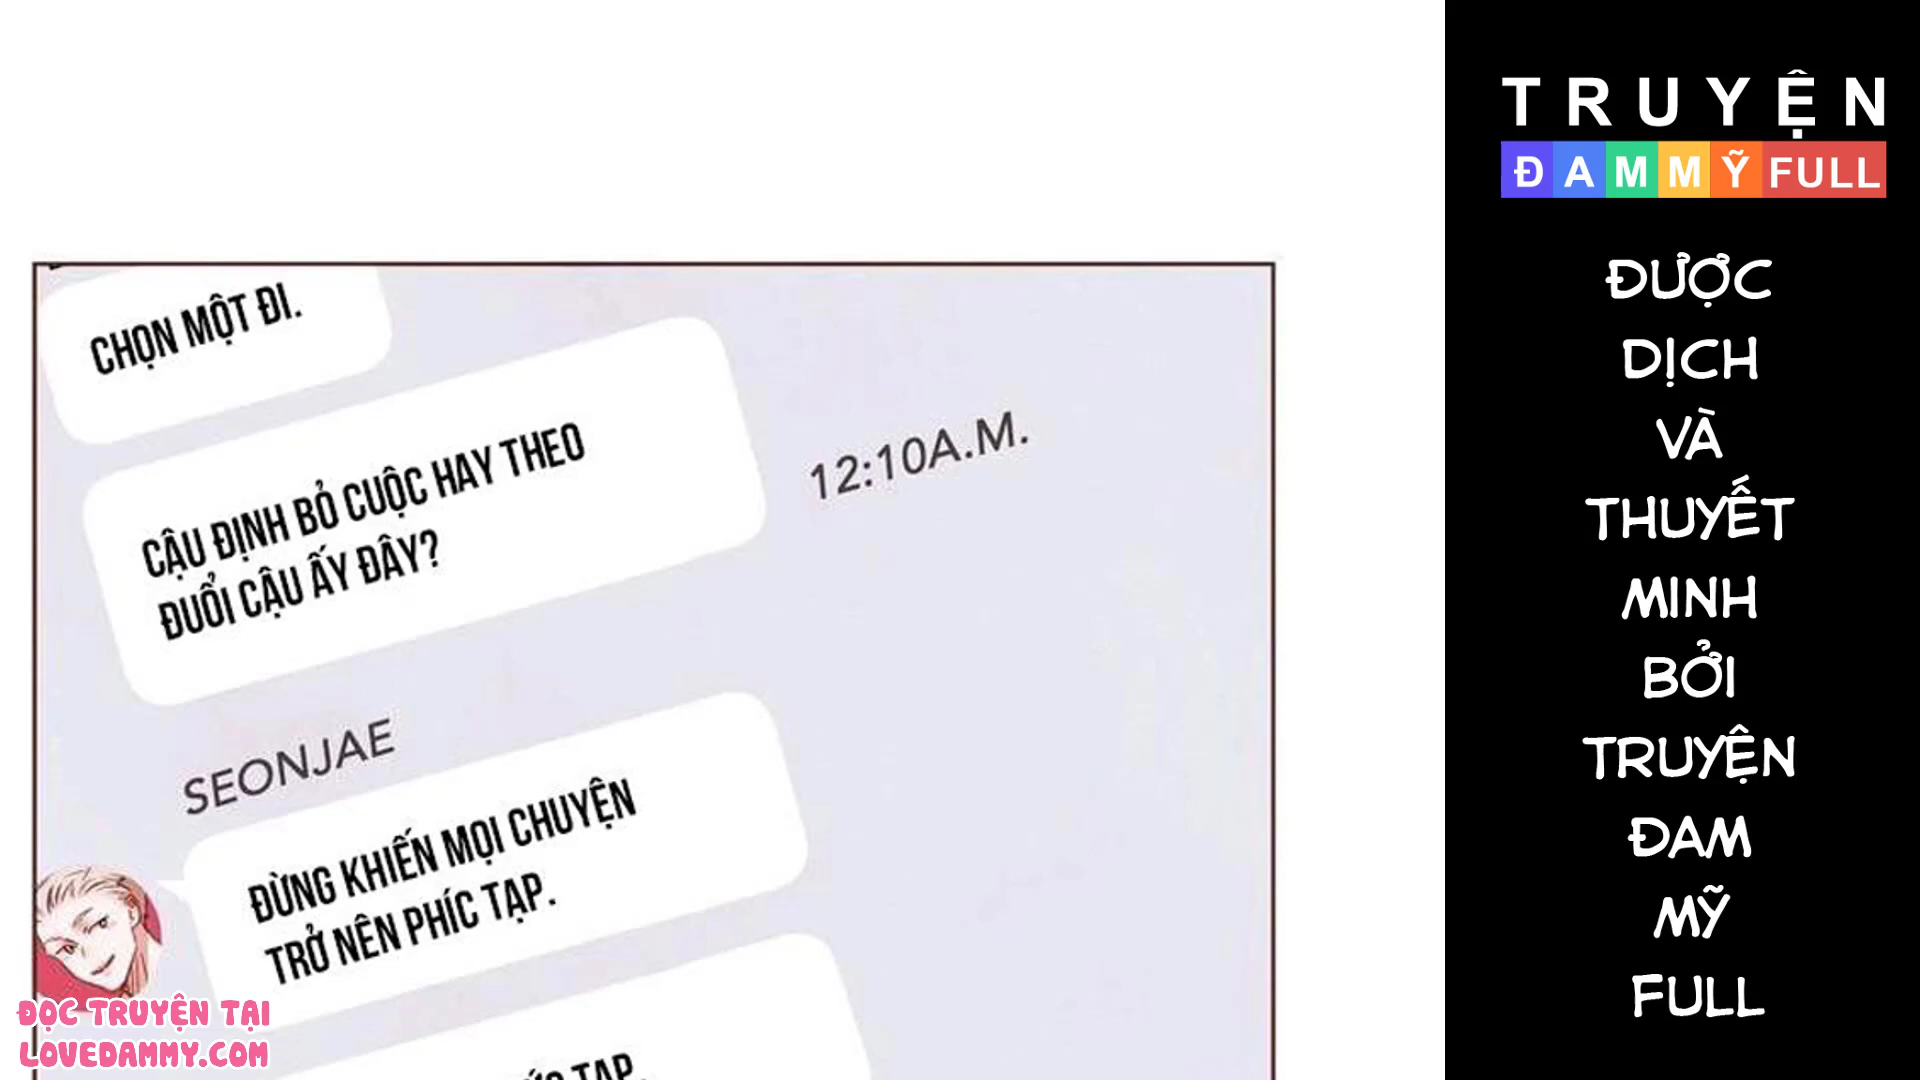 CHỌN MỘT ĐI.
CẬU ĐỊNH BỎ CUỘC HAY THEO
ĐUỔI CẬU ẤY ĐÂY?
12:10A.M.
SEONJAE
ĐỪNG KHIẾN MỌI CHUYỆN
TRỞ NÊN PHÍC TẠP.
TẠP.
ĐỌC TRUYỆN TẠI
LOVEDAMMY.COM
TRUYỆN
ĐAMMỸFULL
ĐƯỢC
DỊCH
VÀ
THUYẾT
MINH
BỞI
TRUYỆN
ĐAM
MỸ
FULL